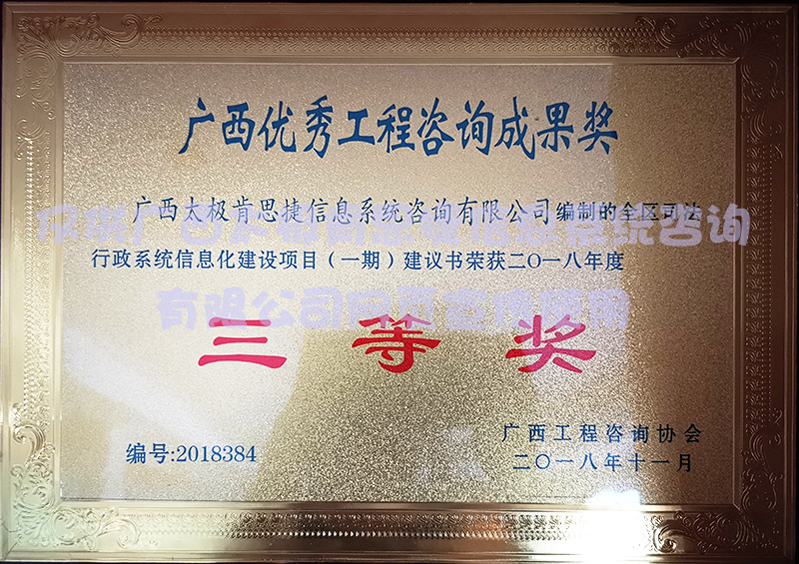 广西优秀工程咨询成果奖
广西太极肯思捷信息系统咨询有限公司编制的全区司法
行政系统信息化建设项目（一期）建议书荣获二〇一八年度
三等奖
编号:2018384
广西工程咨询协会
二〇一八年十一月